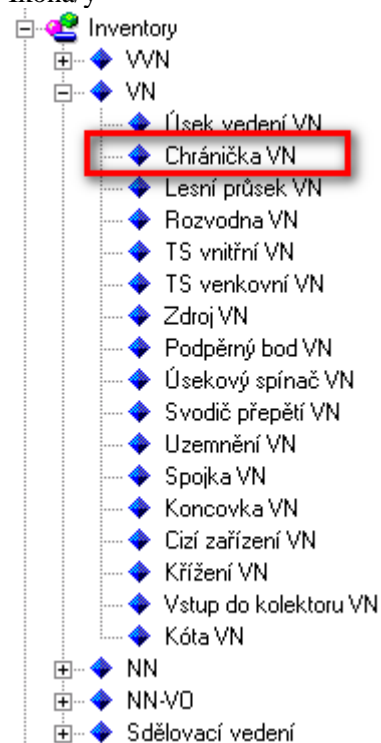 Ikona/y
Inventory
VVN
VN
Úsek vedení VN
Chránička VN
Lesní průsek VN
Rozvodna VN
TS vnitřní VN
TS venkovní VN
Zdroj VN
Podpěrný bod VN
Úsekový spínač VN
Svodič přepětí VN
Uzemnění VN
Spojka VN
Koncovka VN
Cizí zařízení VN
Křížení VN
Vstup do kolektoru VN
Kóta VN
NN
NN-VO
Sdělovací vedení